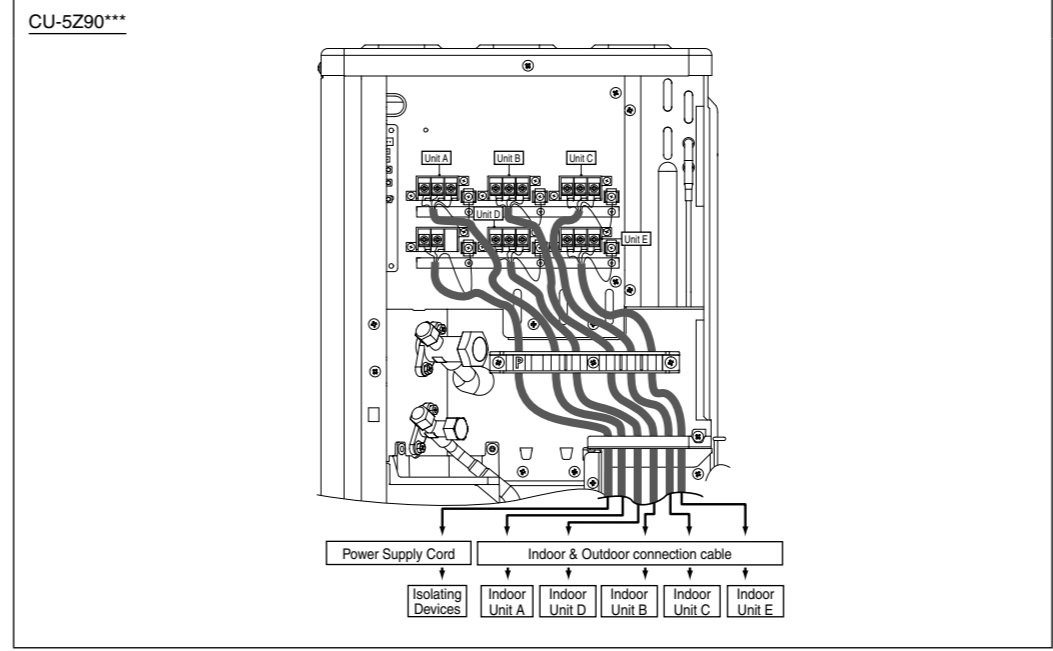 CU-5Z90***
Unit A
Unit B
Unit C
Unit D
Unit E
P
Power Supply Cord
Indoor & Outdoor connection cable
Isolating
Devices
Indoor
Unit A
Indoor
Unit D
Indoor
Unit B
Indoor
Unit C
Indoor
Unit E